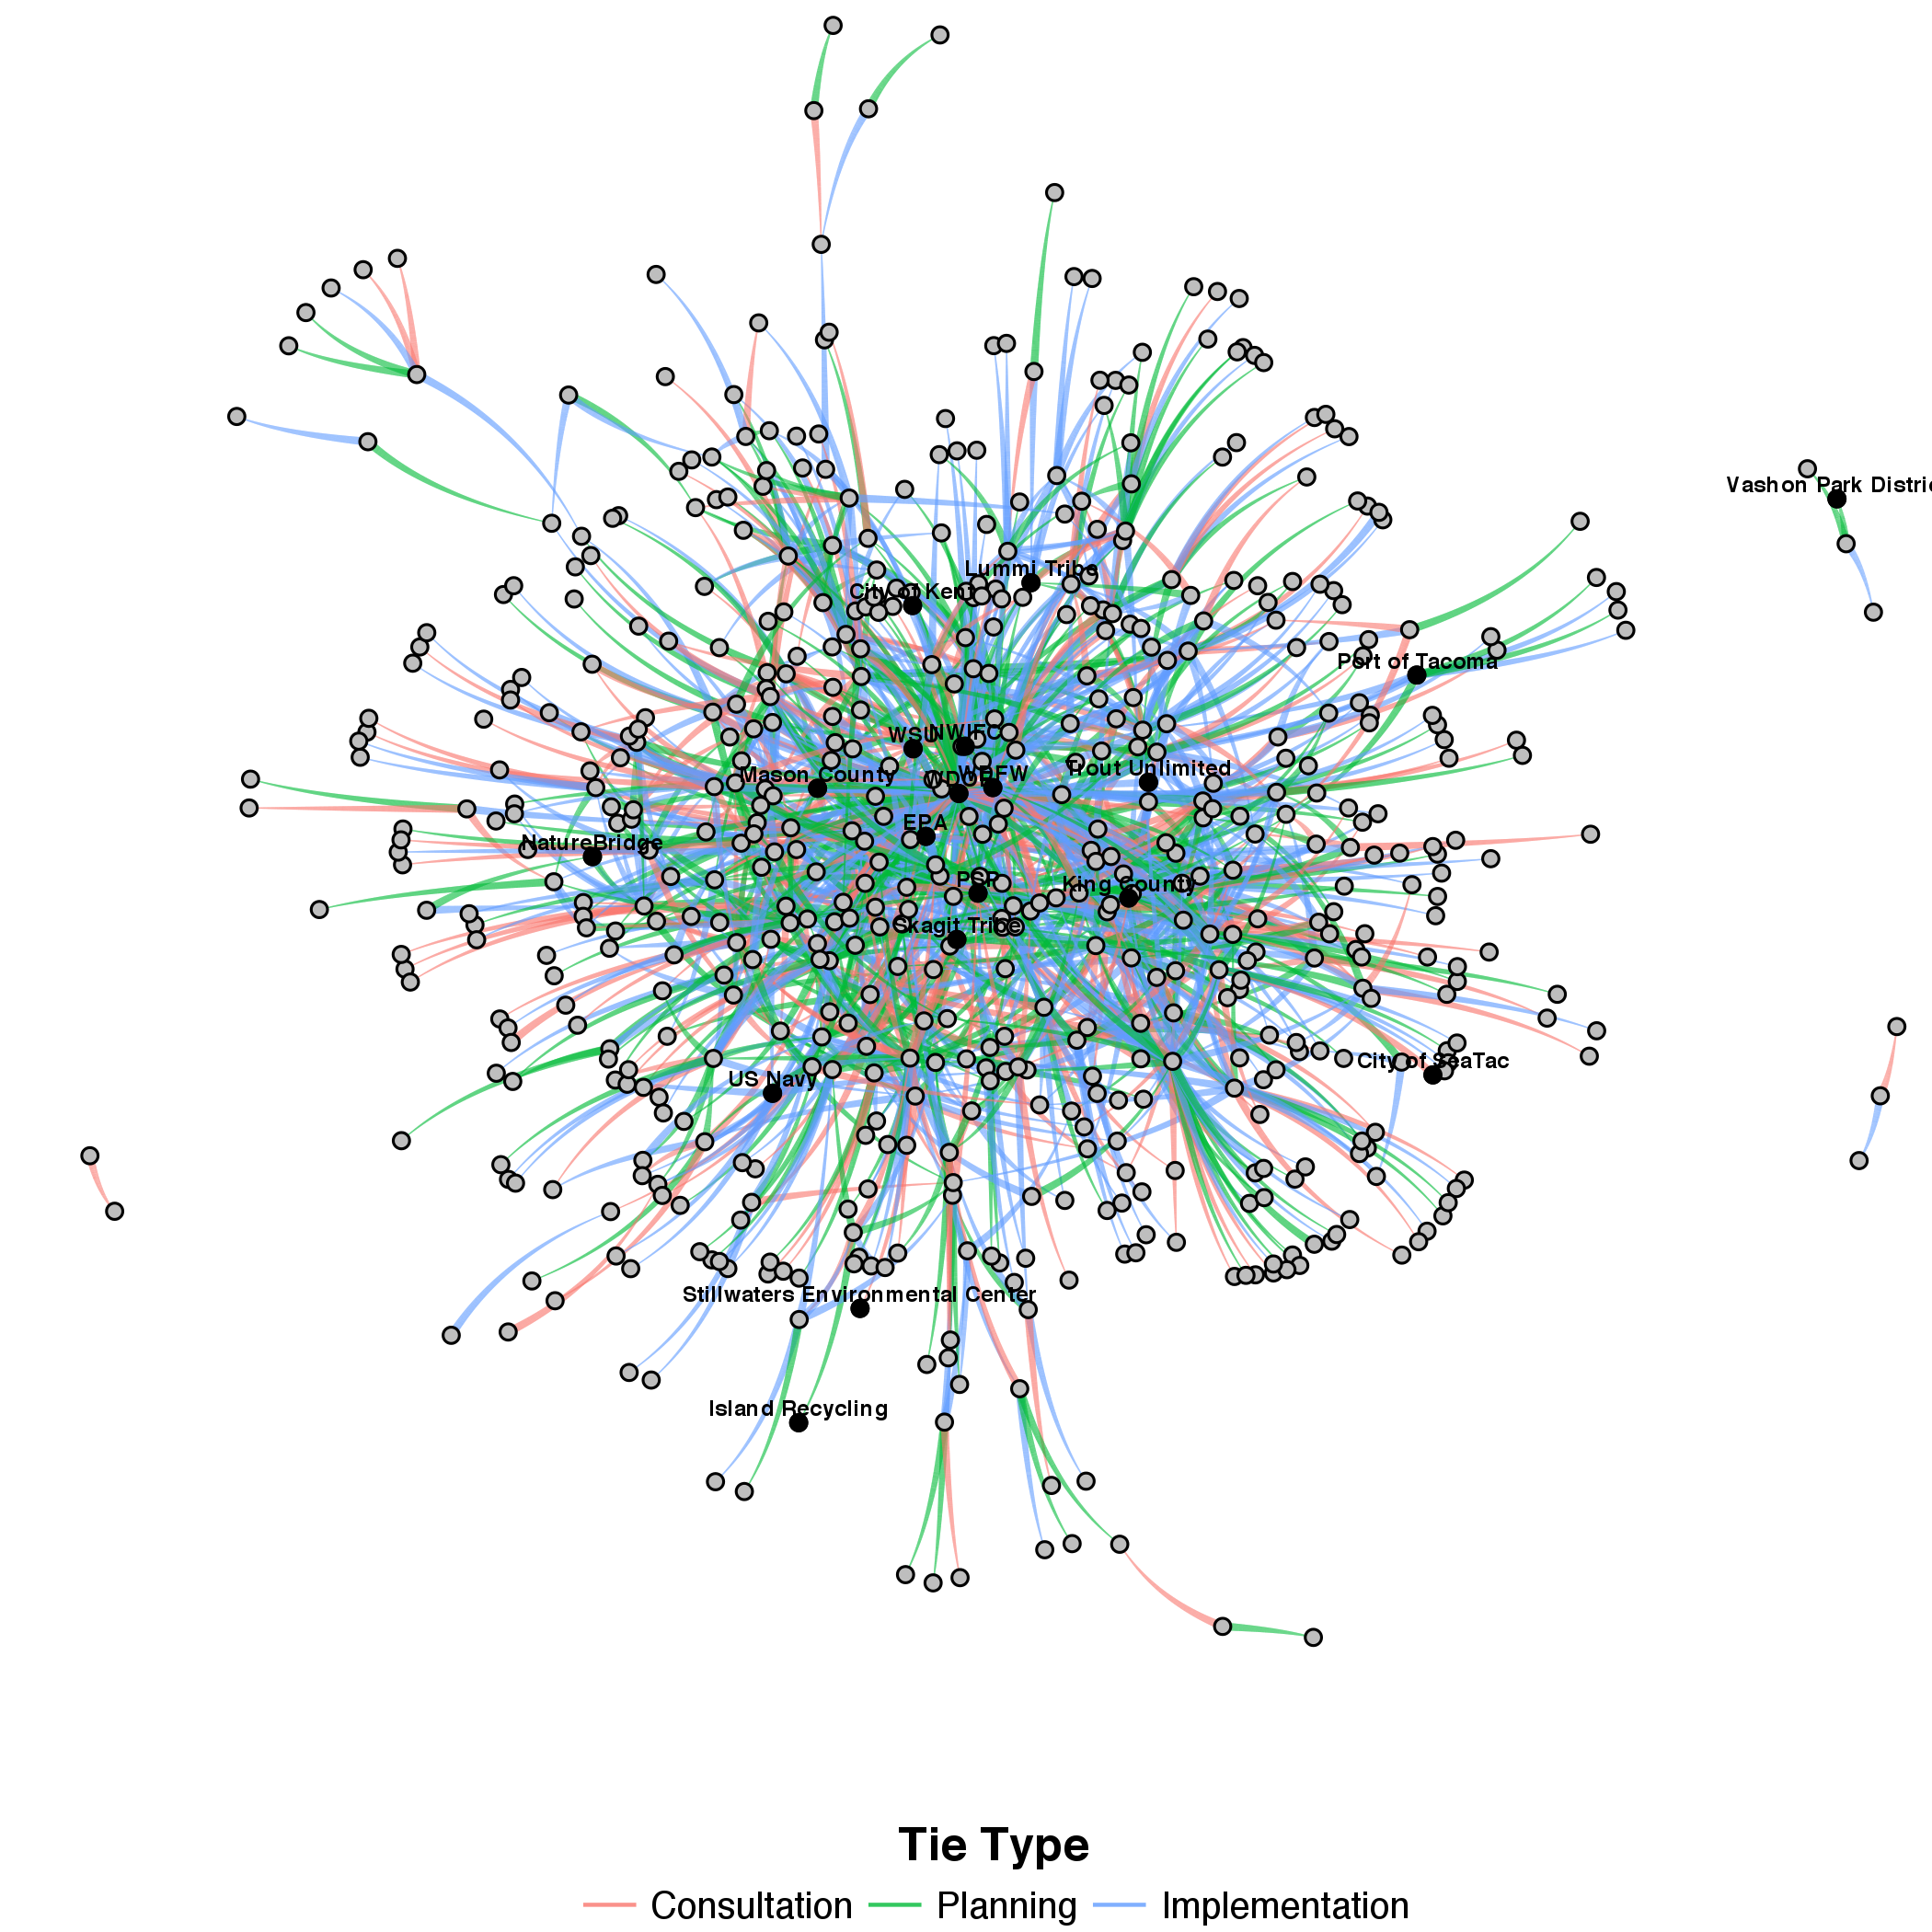 Vashon Park Distri
Lummi Tribe
City of Kent
Port of Tacoma
WSU
NWIFC
Mason County
WDFW
Trout Unlimited
EPA
NatureBridge
PSP
King County
Skagit Tribe
City of SeaTac
US Navy
Stillwaters Environmental Center
Island Recycling
Tie Type
Consultation Planning Implementation